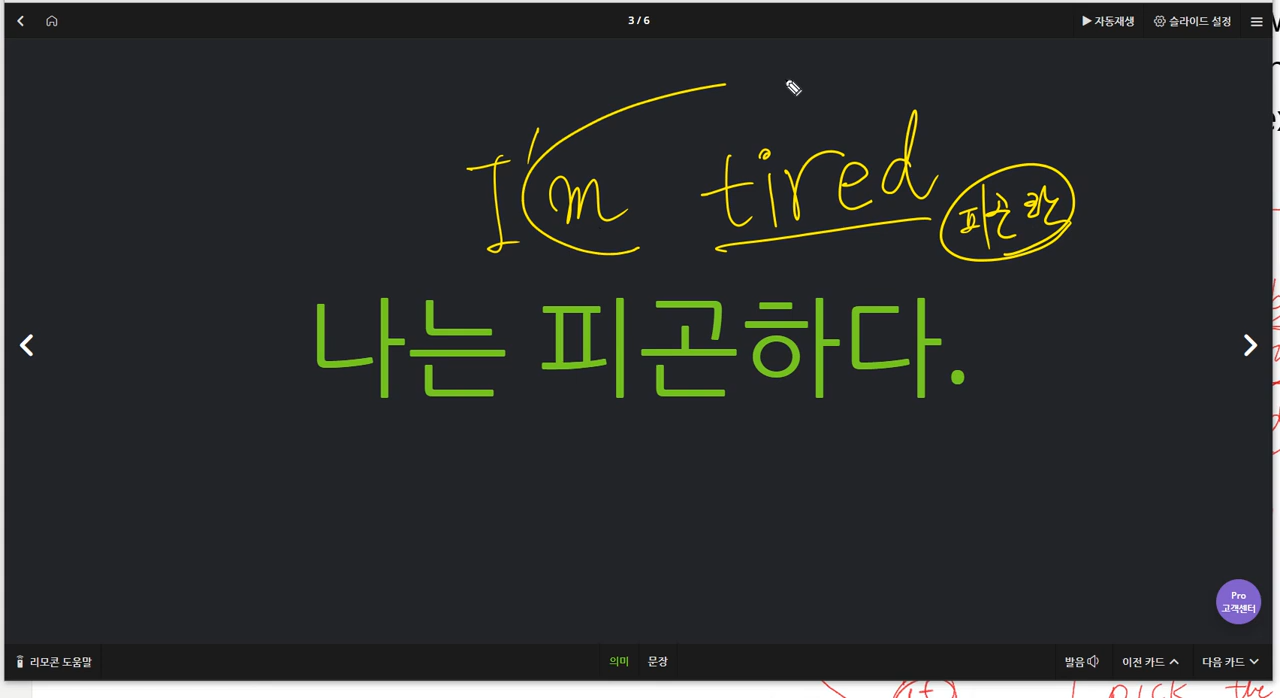 3 / 6
▶ 자동재생
슬라이드 설정
I'm tired
피곤한
나는 피곤하다.
Pro
고객센터
리모콘 도움말
의미
문장
발음
이전 카드
다음 카드
I pick the